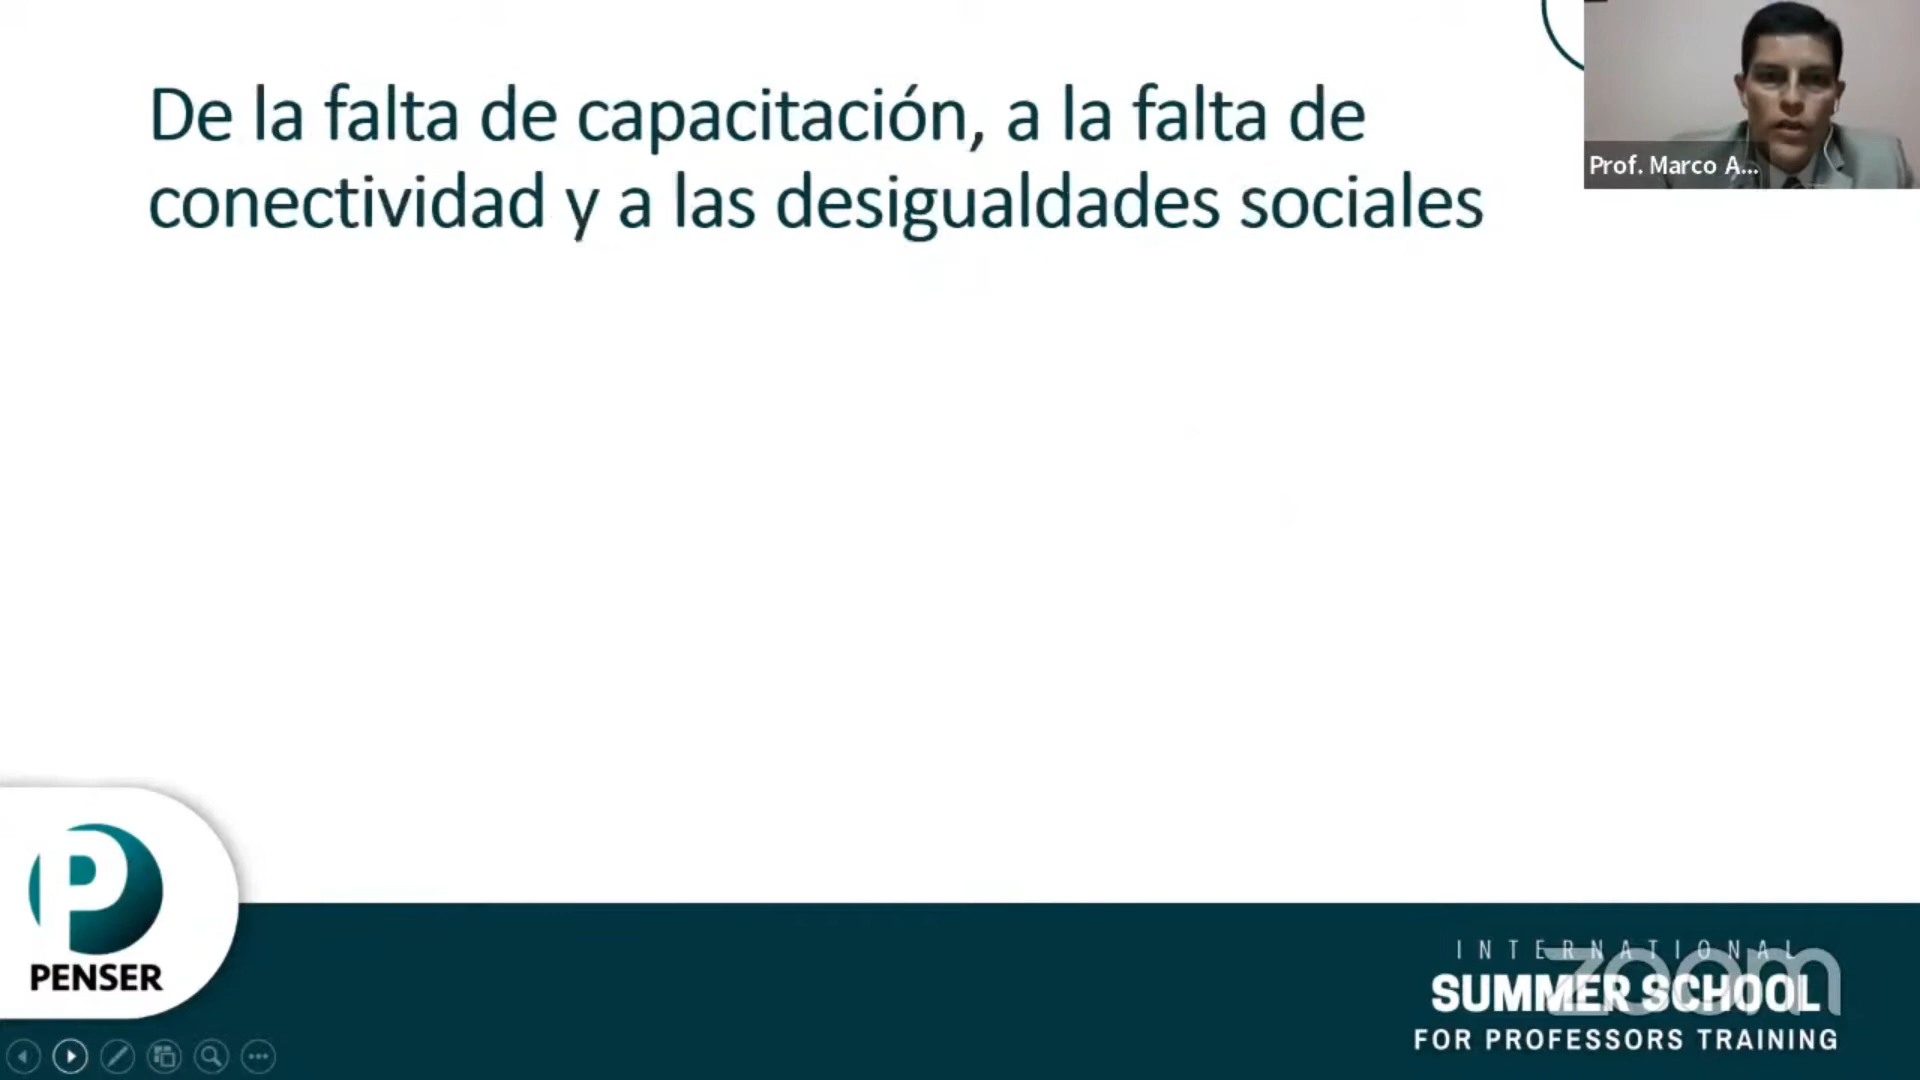 De la falta de capacitación, a la falta de
conectividad y a las desigualdades sociales
Prof. Marco A...
P
PENSER
INTERNATIONAL
SUMMER SCHOOL
FOR PROFESSORS TRAINING
zoom